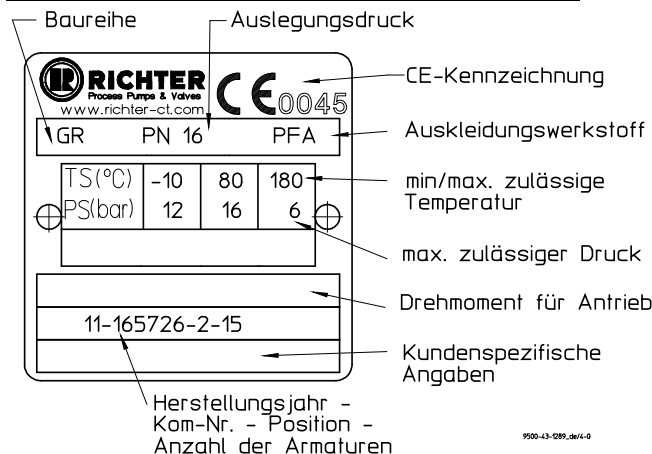 Baureihe
Auslegungsdruck
RICHTER
Process Pumps & Valves
www.richter-ct.com
CE 0045
CE-Kennzeichnung
GR PN 16 PFA
Auskleidungswerkstoff
TS(°C) -10 80 180
PS(bar) 12 16 6
min/max. zulässige
Temperatur
max. zulässiger Druck
Drehmoment für Antrieb
11-165726-2-15
Kundenspezifische
Angaben
Herstellungsjahr -
Kom-Nr. - Position -
Anzahl der Armaturen
9500-43-1289_de/4-0